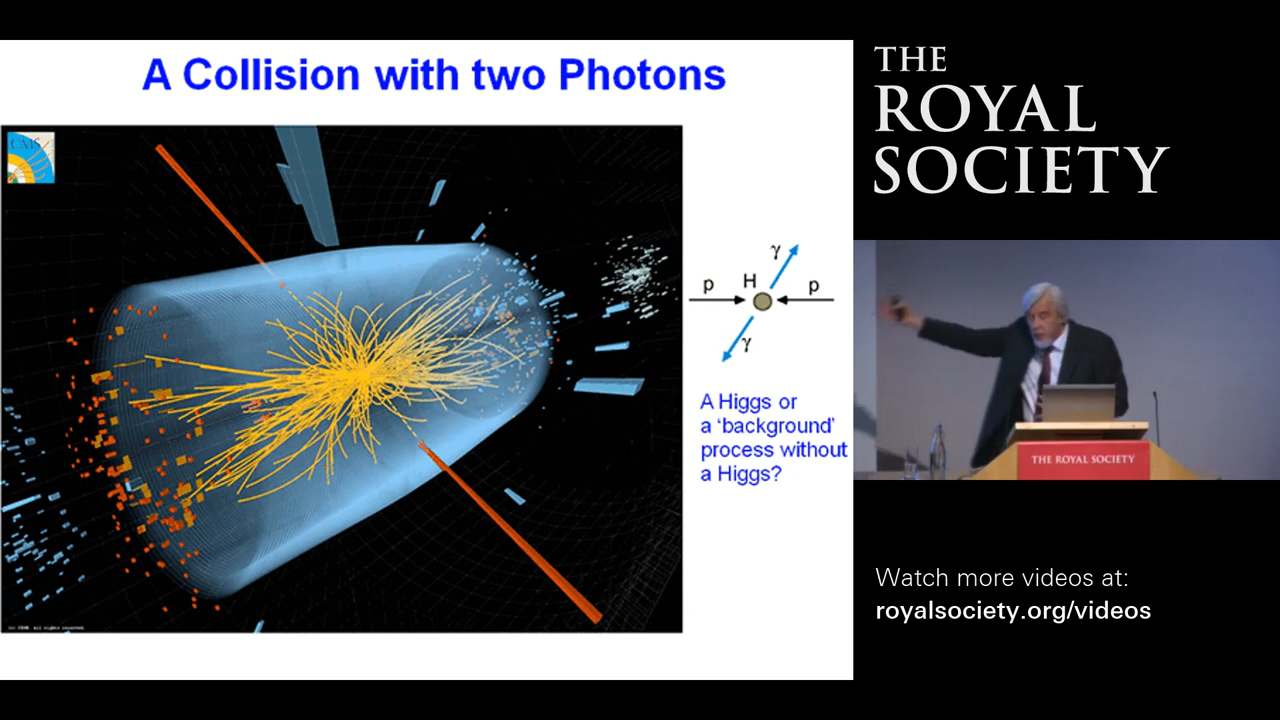 A Collision with two Photons
CMS
γ
p
H
p
γ
A Higgs or
a ‘background’
process without
a Higgs?
THE
ROYAL
SOCIETY
THE ROYAL SOCIETY
Watch more videos at:
royalsociety.org/videos